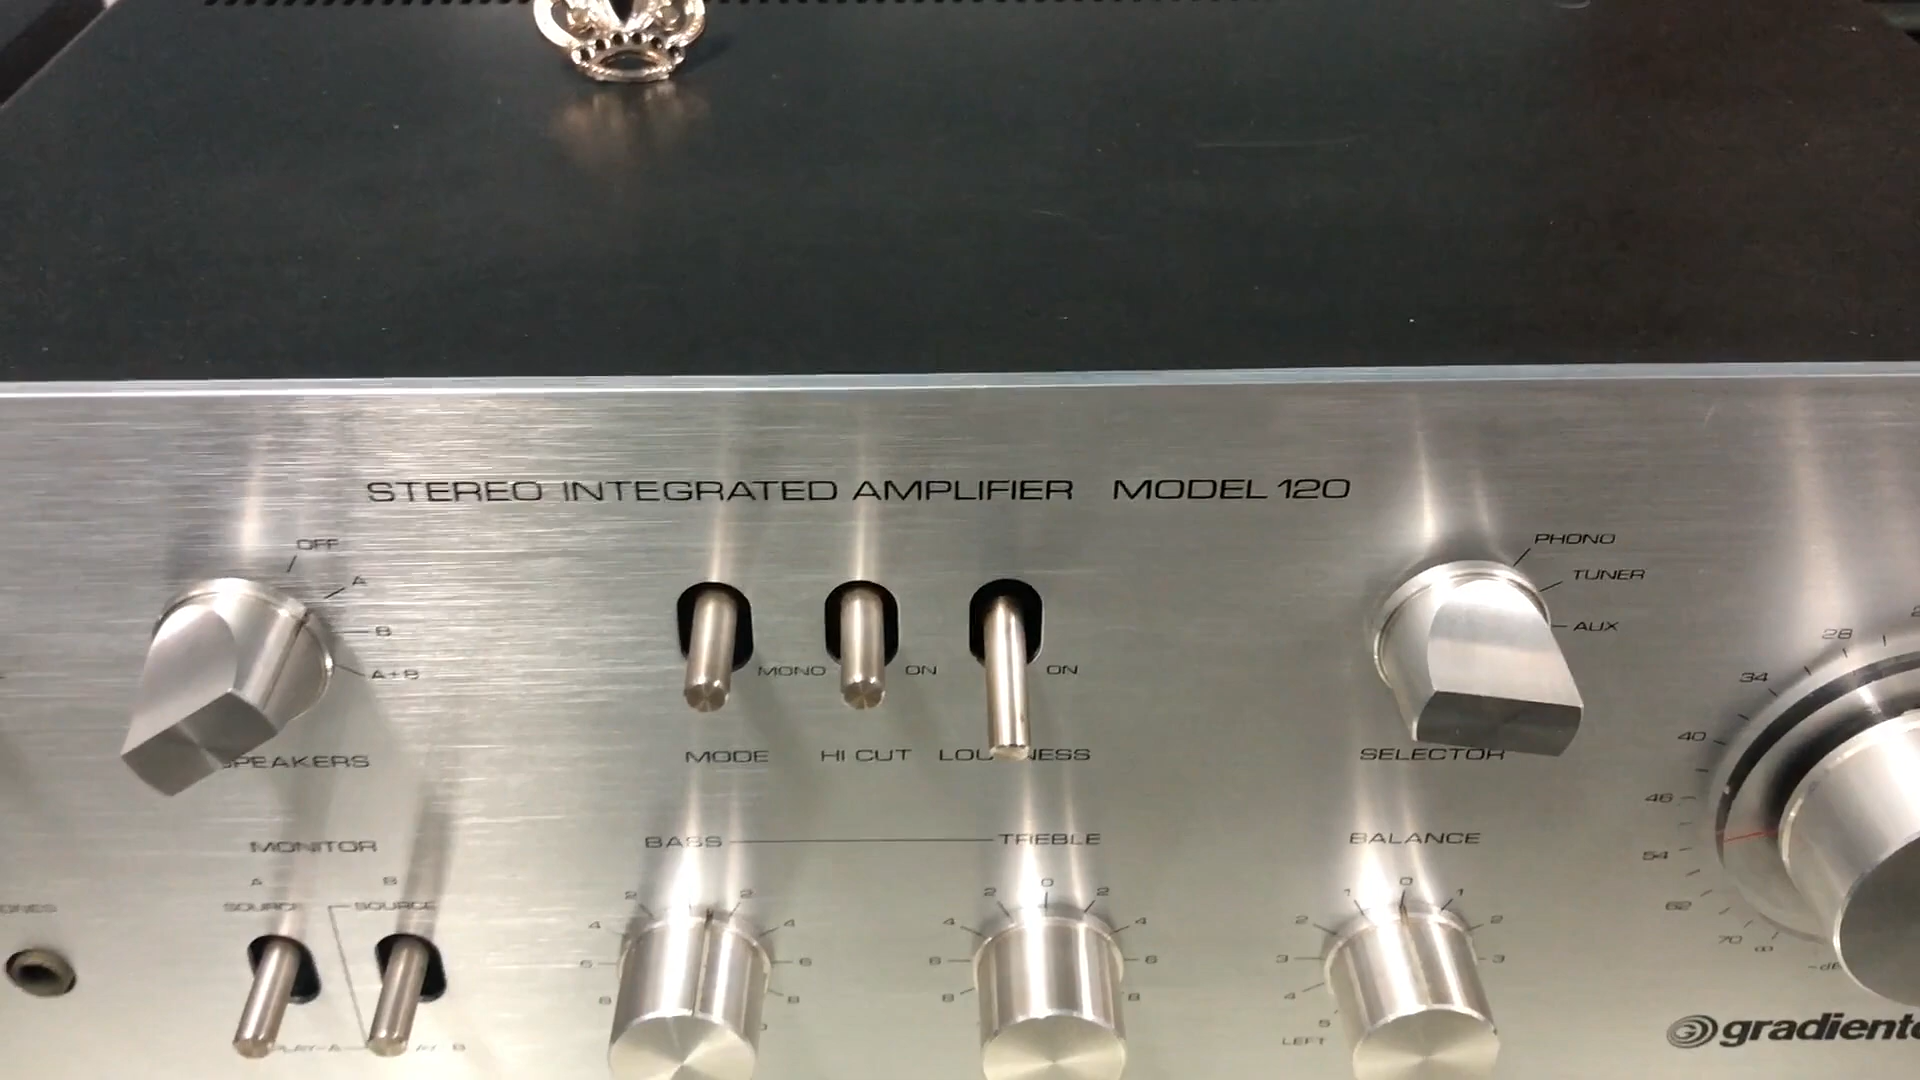 STEREO INTEGRATED AMPLIFIER MODEL 120
OFF
A
B
A+B
SPEAKERS
MONO
ON
ON
MODE
HI CUT
LOUDNESS
PHONO
TUNER
AUX
SELECTOR
28
34
40
46
54
62
70
∞
MONITOR
A
B
SOURCE
SOURCE
BASS
TREBLE
BALANCE
2 2
4 4
6 6
8 8
0
2 2
4 4
6 6
8 8
0
1 1
2 2
3 3
4
5
LEFT
gradiente